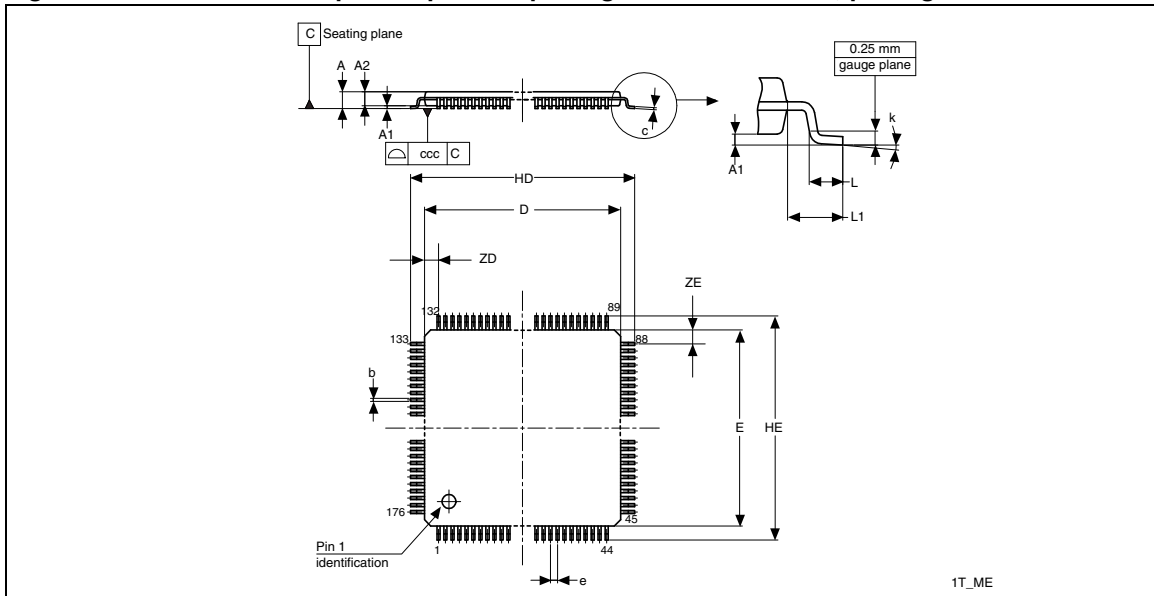 C Seating plane
0.25 mm
gauge plane
A A2
k
c
A1
ccc C
A1
L
HD
L1
D
ZD
ZE
132 89
133 88
b
E HE
176 45
Pin 1
identification
1 44
e
1T_ME